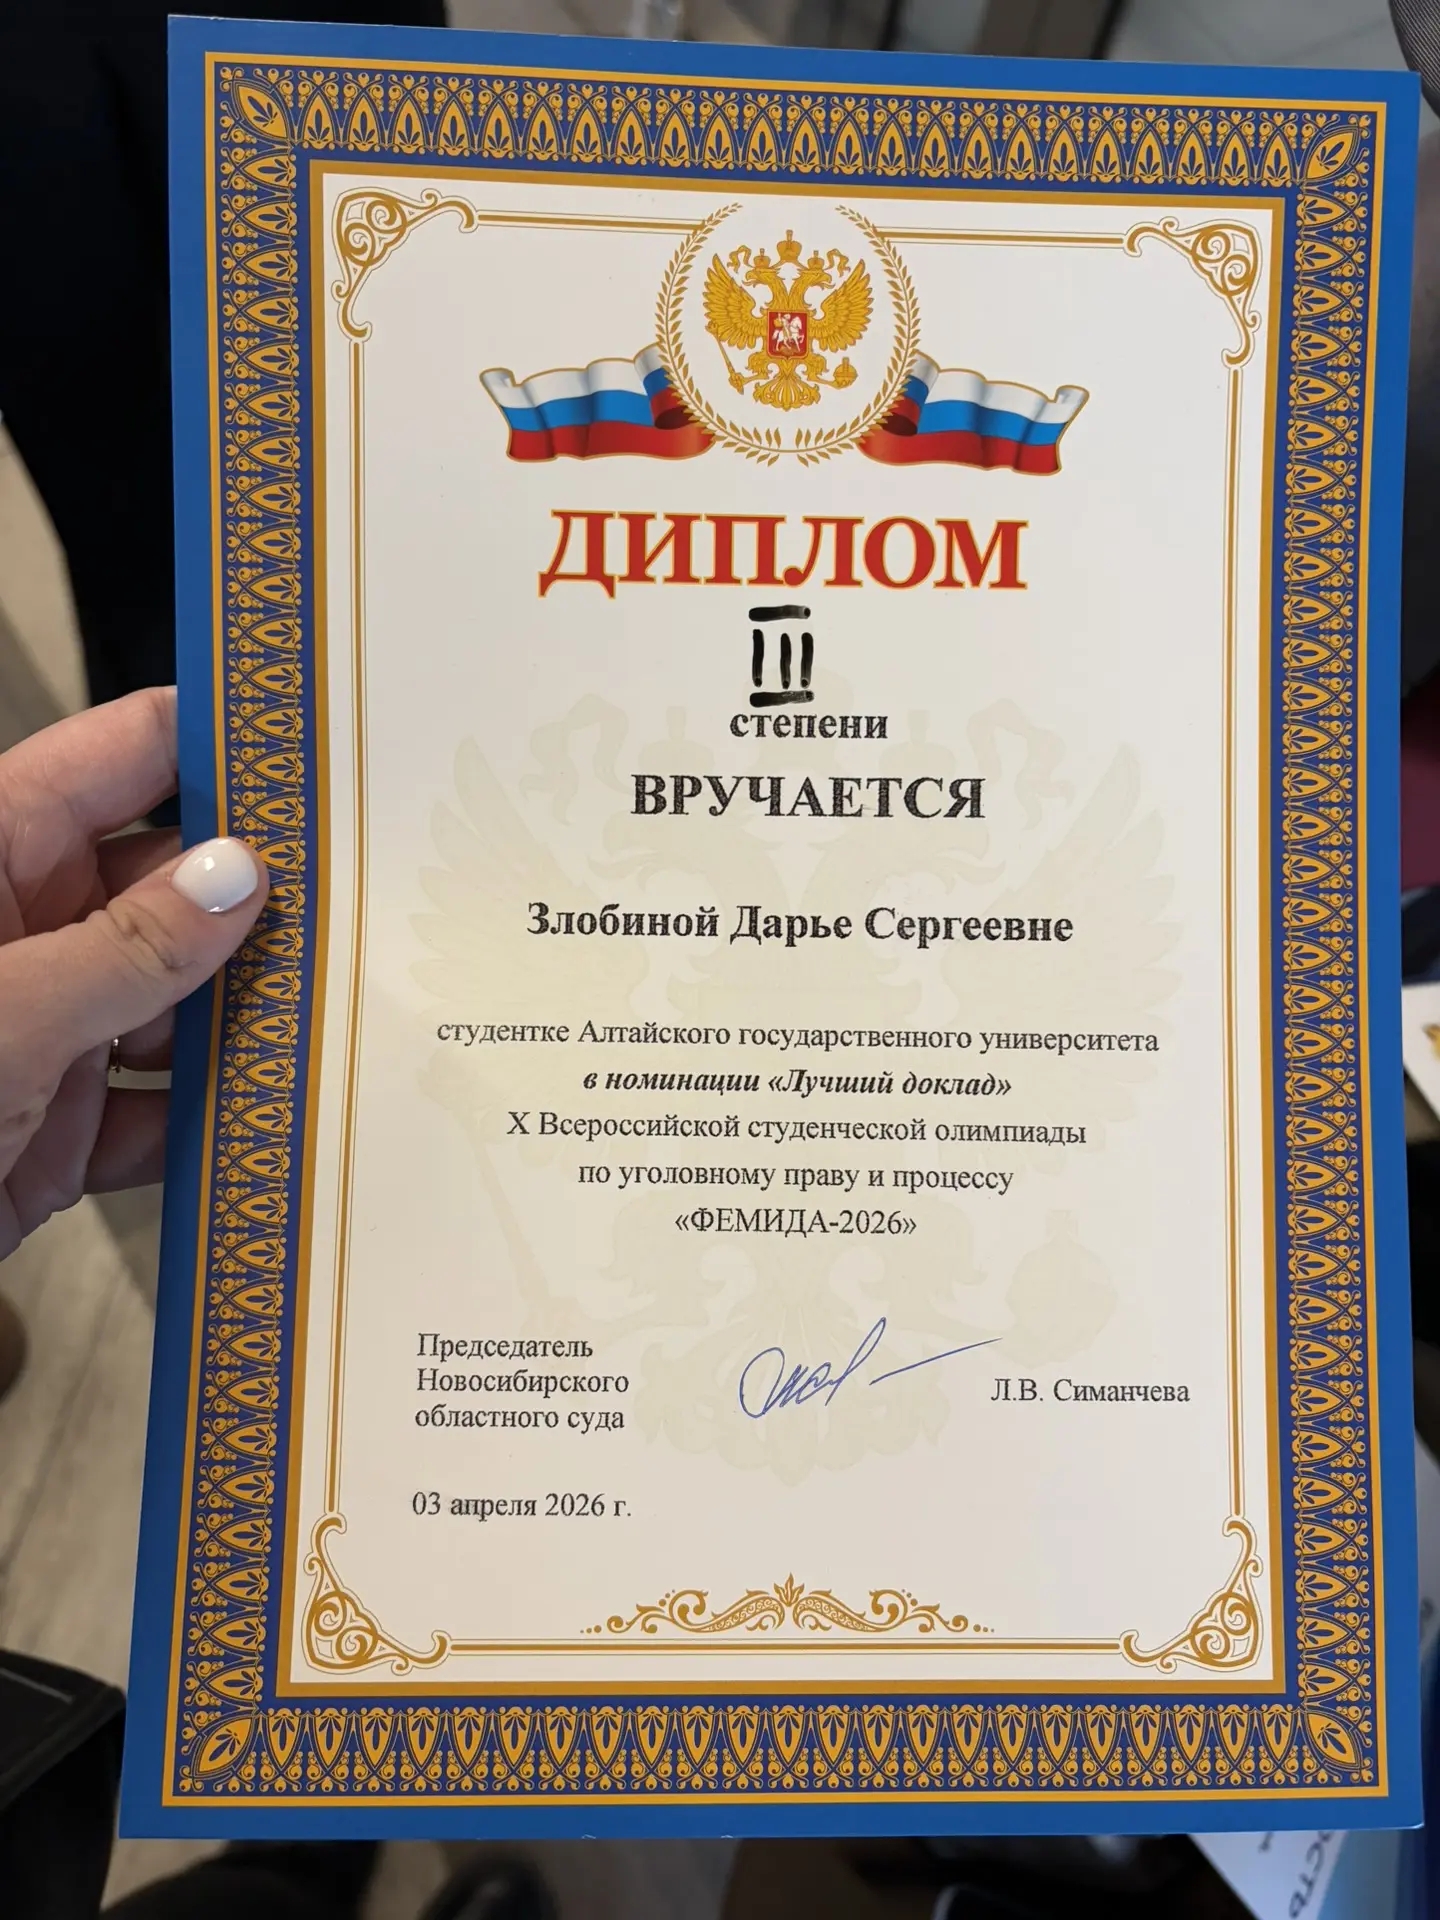 ДИПЛОМ
III
степени
ВРУЧАЕТСЯ
Злобиной Дарье Сергеевне
студентке Алтайского государственного университета
в номинации «Лучший доклад»
X Всероссийской студенческой олимпиады
по уголовному праву и процессу
«ФЕМИДА-2026»
Председатель
Новосибирского
областного суда
Л.В. Симанчева
03 апреля 2026 г.